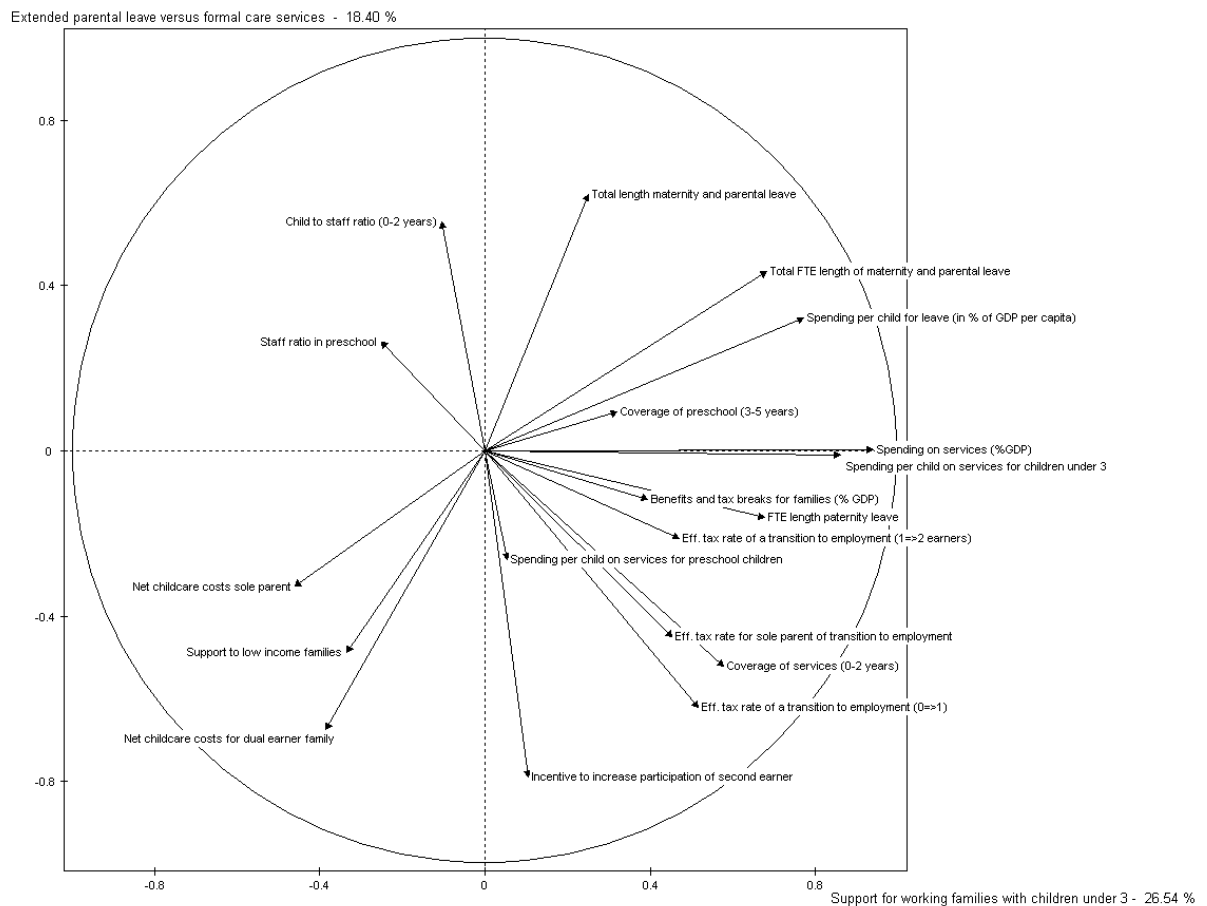 Extended parental leave versus formal care services - 18.40 %
0.8
Total length maternity and parental leave
Child to staff ratio (0-2 years)
Total FTE length of maternity and parental leave
0.4
Spending per child for leave (in % of GDP per capita)
Staff ratio in preschool
Coverage of preschool (3-5 years)
0
Spending on services (%GDP)
Spending per child on services for children under 3
Benefits and tax breaks for families (% GDP)
FTE length paternity leave
Eff. tax rate of a transition to employment (1=>2 earners)
Spending per child on services for preschool children
Net childcare costs sole parent
-0.4
Eff. tax rate for sole parent of transition to employment
Support to low income families
Coverage of services (0-2 years)
Eff. tax rate of a transition to employment (0=>1)
Net childcare costs for dual earner family
Incentive to increase participation of second earner
-0.8
-0.8 -0.4 0 0.4 0.8
Support for working families with children under 3 - 26.54 %